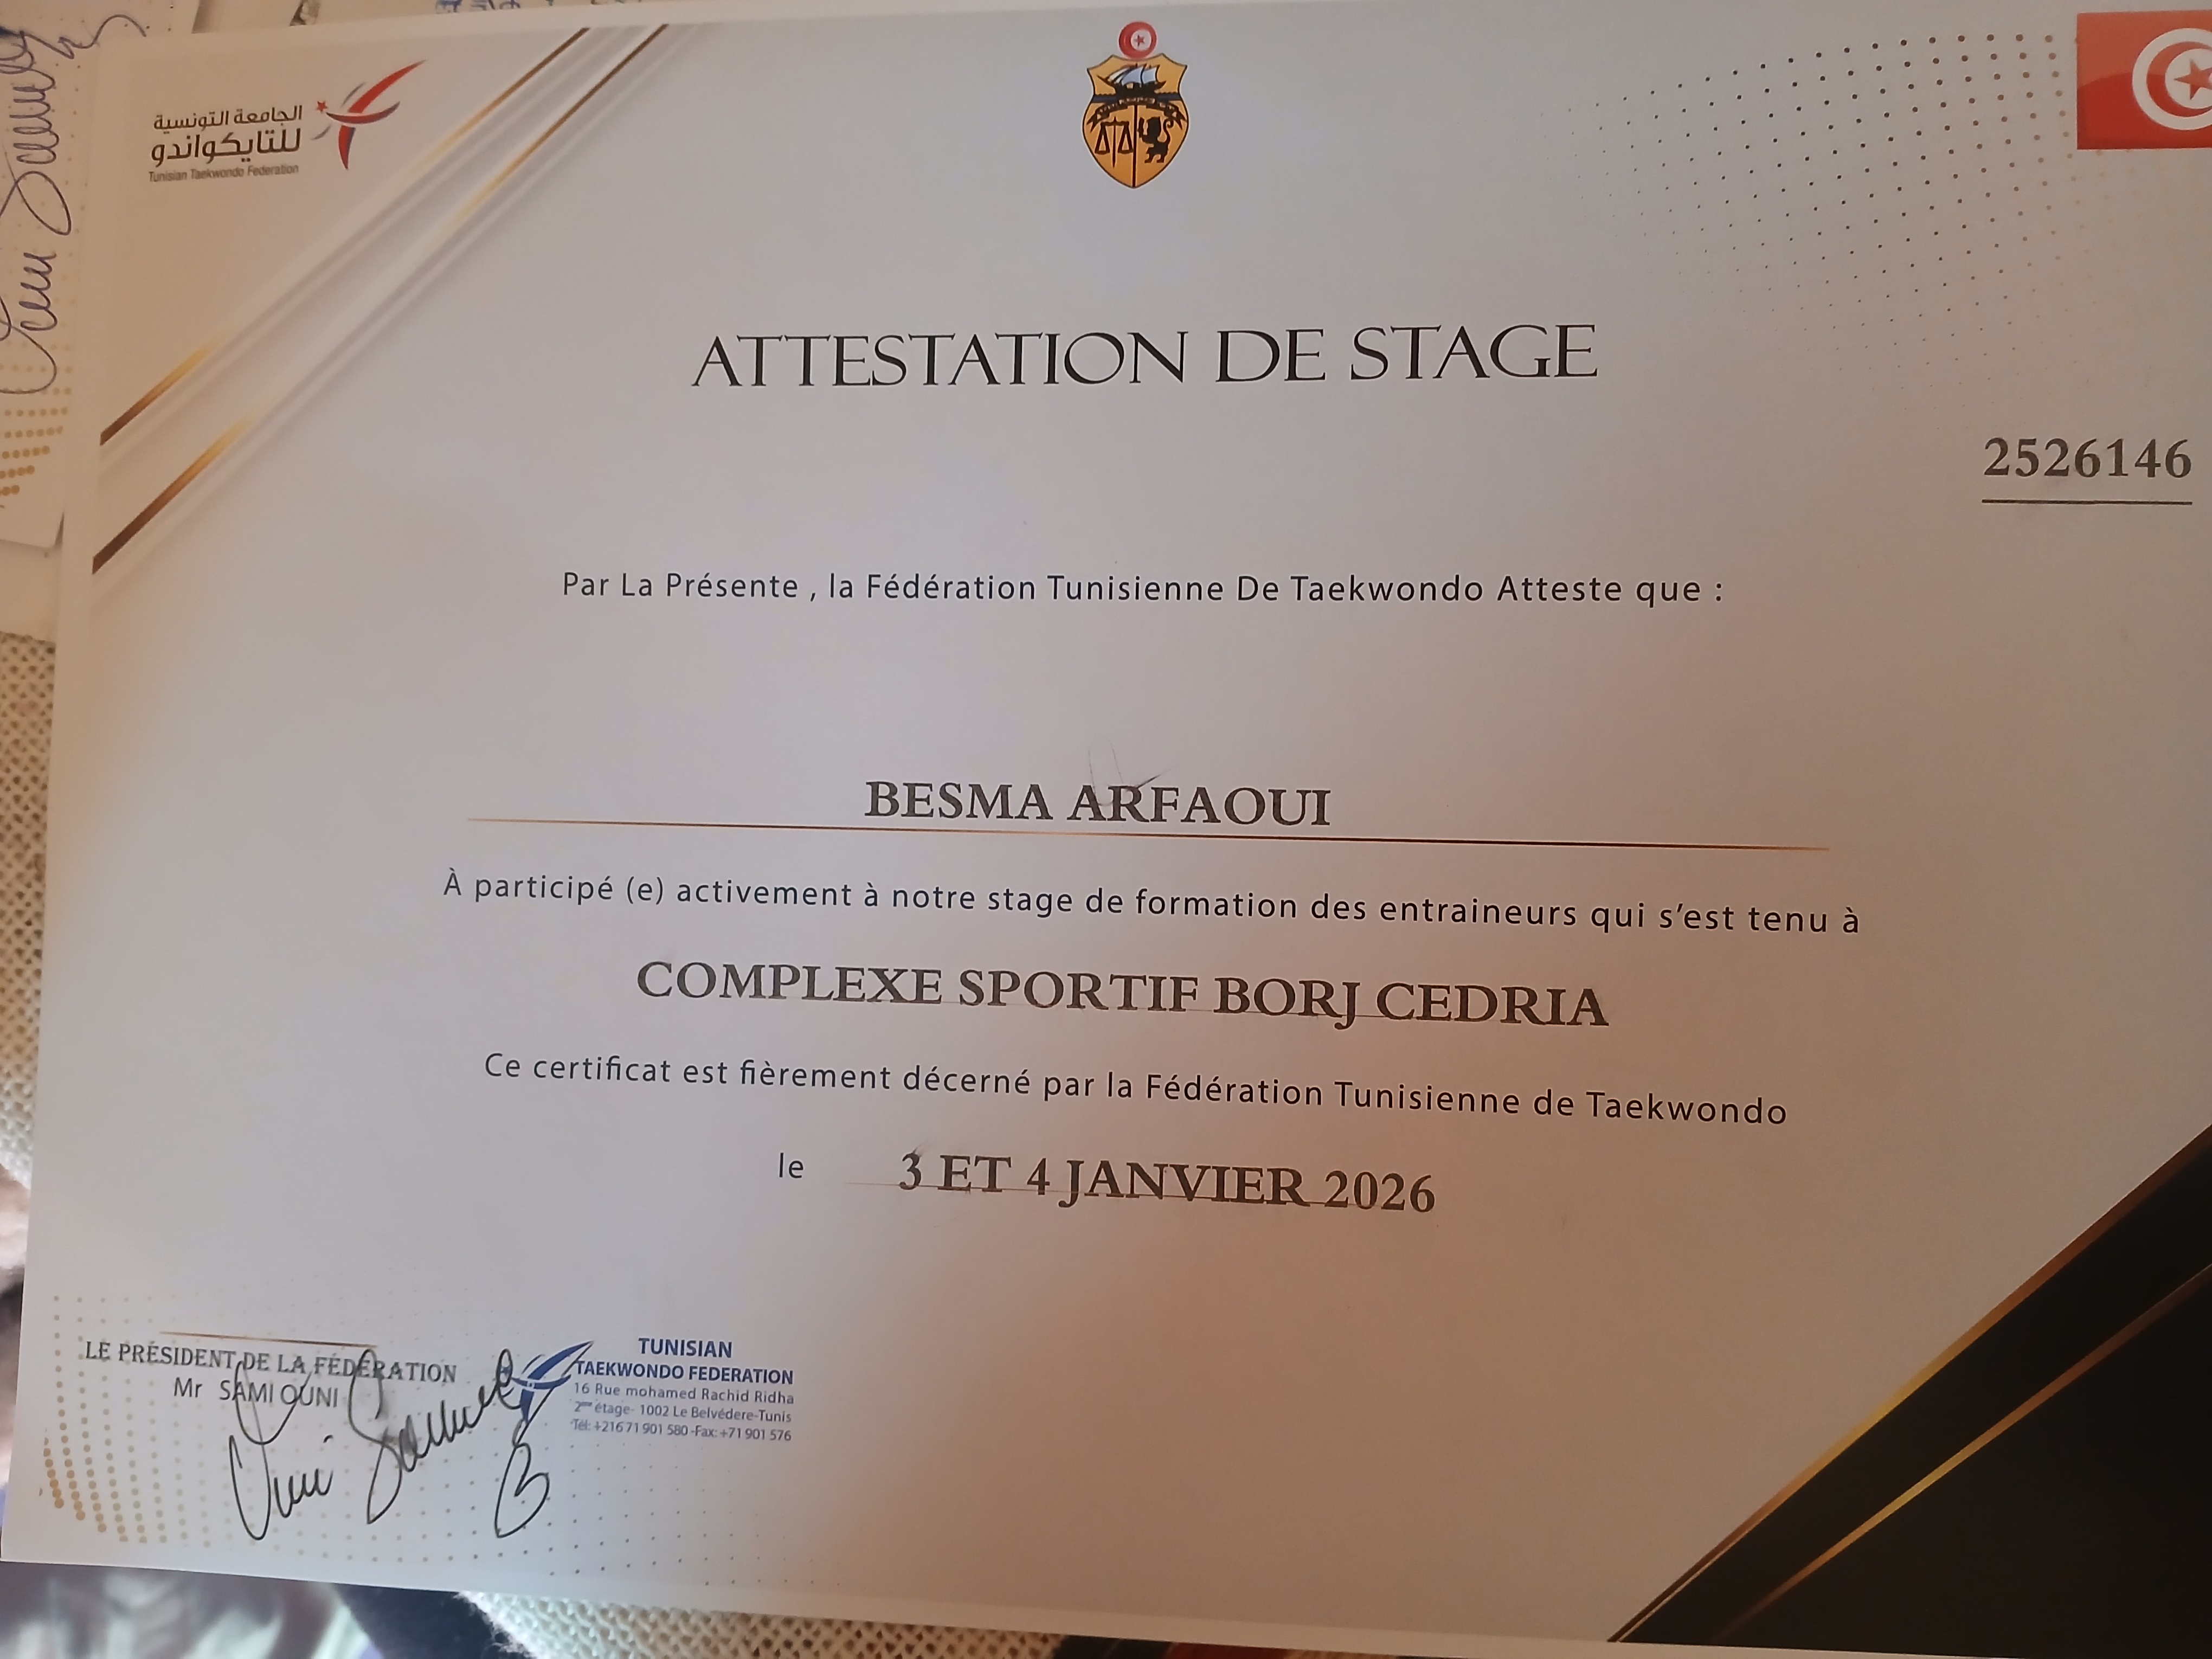 الجامعة التونسية
للتايكواندو
Tunisian Taekwondo Federation
ATTESTATION DE STAGE
2526146
Par La Présente , la Fédération Tunisienne De Taekwondo Atteste que :
BESMA ARFAOUI
À participé (e) activement à notre stage de formation des entraineurs qui s'est tenu à
COMPLEXE SPORTIF BORJ CEDRIA
Ce certificat est fièrement décerné par la Fédération Tunisienne de Taekwondo
le 3 ET 4 JANVIER 2026
LE PRÉSIDENT DE LA FÉDÉRATION
Mr SAMI OUNI
TUNISIAN
TAEKWONDO FEDERATION
16 Rue mohamed Rachid Ridha
2ème étage- 1002 Le Belvédere-Tunis
Tél: +216 71 901 580 -Fax: +71 901 576